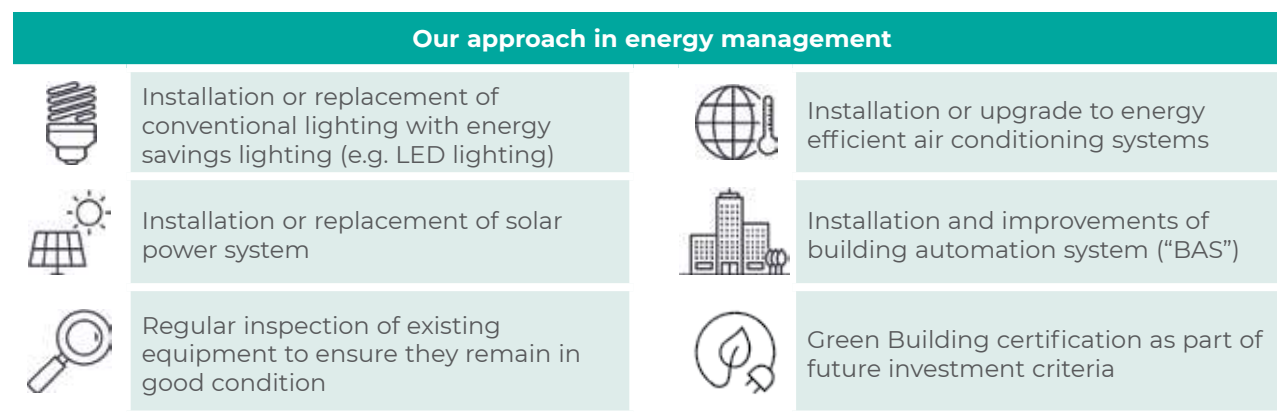 Our approach in energy management
Installation or replacement of
conventional lighting with energy
savings lighting (e.g. LED lighting)
Installation or upgrade to energy
efficient air conditioning systems
Installation or replacement of solar
power system
Installation and improvements of
building automation system (“BAS”)
Regular inspection of existing
equipment to ensure they remain in
good condition
Green Building certification as part of
future investment criteria